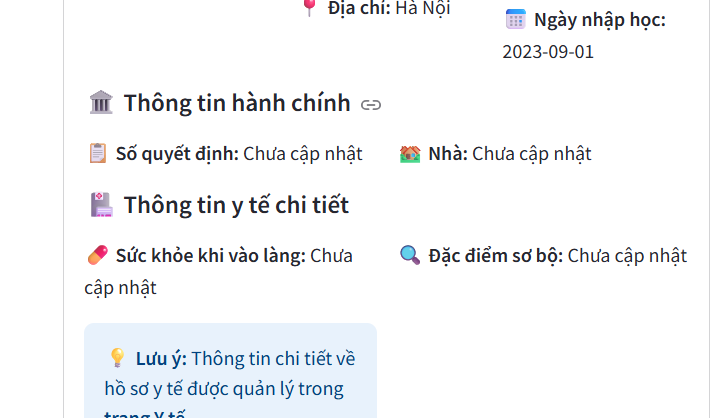 Địa chỉ: Hà Nội
Ngày nhập học:
2023-09-01
Thông tin hành chính
Số quyết định: Chưa cập nhật
Nhà: Chưa cập nhật
Thông tin y tế chi tiết
Sức khỏe khi vào làng: Chưa
cập nhật
Đặc điểm sơ bộ: Chưa cập nhật
Lưu ý: Thông tin chi tiết về
hồ sơ y tế được quản lý trong
trang Y tế